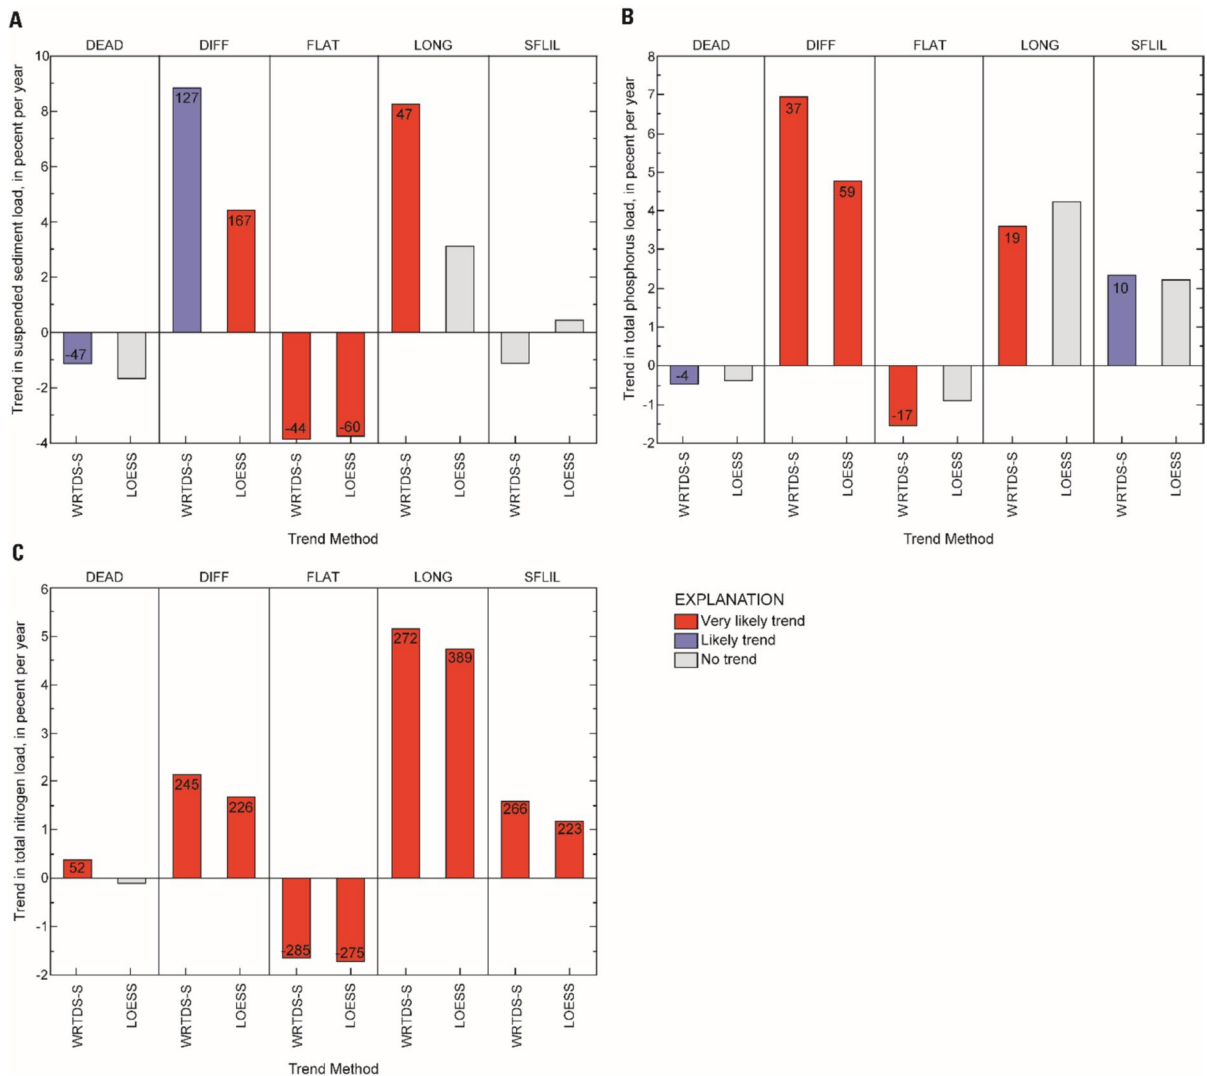 A
DEAD DIFF FLAT LONG SFLIL
Trend in suspended sediment load, in pecent per year
10
8
6
4
2
0
-2
-4
-47
127
167
-44
-60
47
WRTDS-S LOESS WRTDS-S LOESS WRTDS-S LOESS WRTDS-S LOESS WRTDS-S LOESS
Trend Method
B
DEAD DIFF FLAT LONG SFLIL
Trend in total phosphorus load, in pecent per year
8
7
6
5
4
3
2
1
0
-1
-2
-4
37
59
-17
19
10
WRTDS-S LOESS WRTDS-S LOESS WRTDS-S LOESS WRTDS-S LOESS WRTDS-S LOESS
Trend Method
C
DEAD DIFF FLAT LONG SFLIL
Trend in total nitrogen load, in pecent per year
6
5
4
3
2
1
0
-1
-2
52
245
226
-285
-275
272
389
266
223
WRTDS-S LOESS WRTDS-S LOESS WRTDS-S LOESS WRTDS-S LOESS WRTDS-S LOESS
Trend Method
EXPLANATION
Very likely trend
Likely trend
No trend